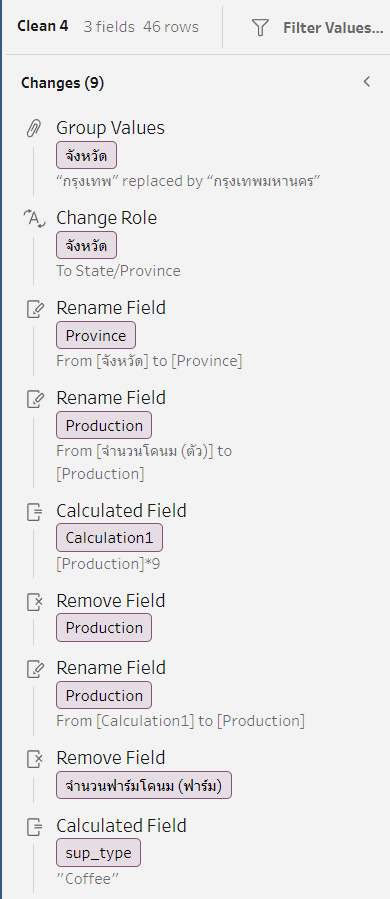 Clean 4 3 fields 46 rows Filter Values...
Changes (9)
Group Values
จังหวัด
"กรุงเทพ" replaced by "กรุงเทพมหานคร"
Change Role
จังหวัด
To State/Province
Rename Field
Province
From [จังหวัด] to [Province]
Rename Field
Production
From [จำนวนโคนม (ตัว)] to
[Production]
Calculated Field
Calculation1
[Production]*9
Remove Field
Production
Rename Field
Production
From [Calculation1] to [Production]
Remove Field
จำนวนฟาร์มโคนม (ฟาร์ม)
Calculated Field
sup_type
"Coffee"